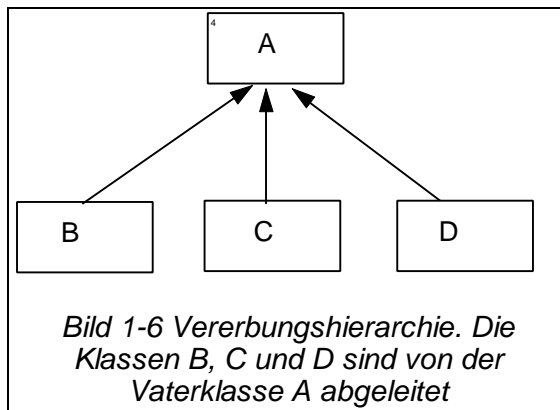 4
A
B C D
Bild 1-6 Vererbungshierarchie. Die
Klassen B, C und D sind von der
Vaterklasse A abgeleitet